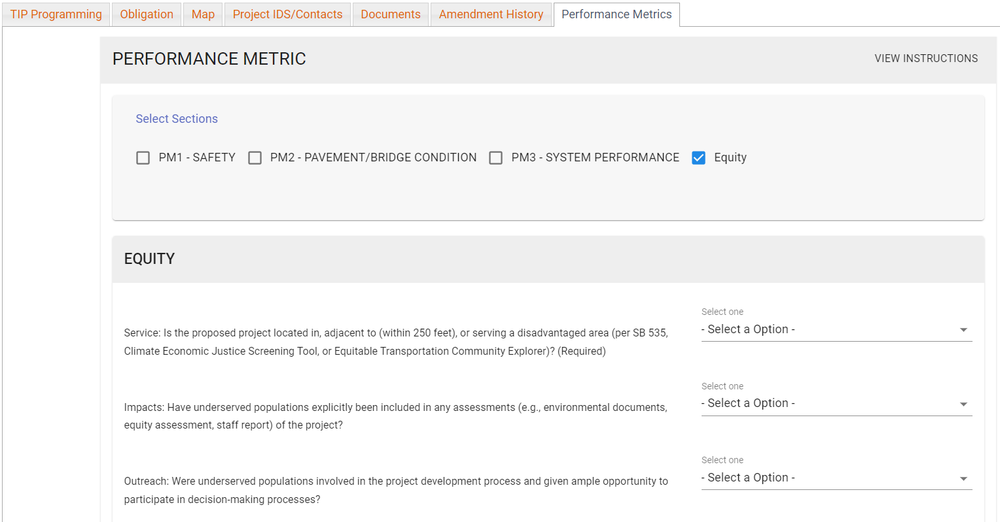 TIP Programming Obligation Map Project IDS/Contacts Documents Amendment History Performance Metrics
PERFORMANCE METRIC VIEW INSTRUCTIONS
Select Sections
PM1 - SAFETY PM2 - PAVEMENT/BRIDGE CONDITION PM3 - SYSTEM PERFORMANCE Equity
EQUITY
Service: Is the proposed project located in, adjacent to (within 250 feet), or serving a disadvantaged area (per SB 535,
Climate Economic Justice Screening Tool, or Equitable Transportation Community Explorer)? (Required)
Select one
- Select a Option -
Impacts: Have underserved populations explicitly been included in any assessments (e.g., environmental documents,
equity assessment, staff report) of the project?
Select one
- Select a Option -
Outreach: Were underserved populations involved in the project development process and given ample opportunity to
participate in decision-making processes?
Select one
- Select a Option -